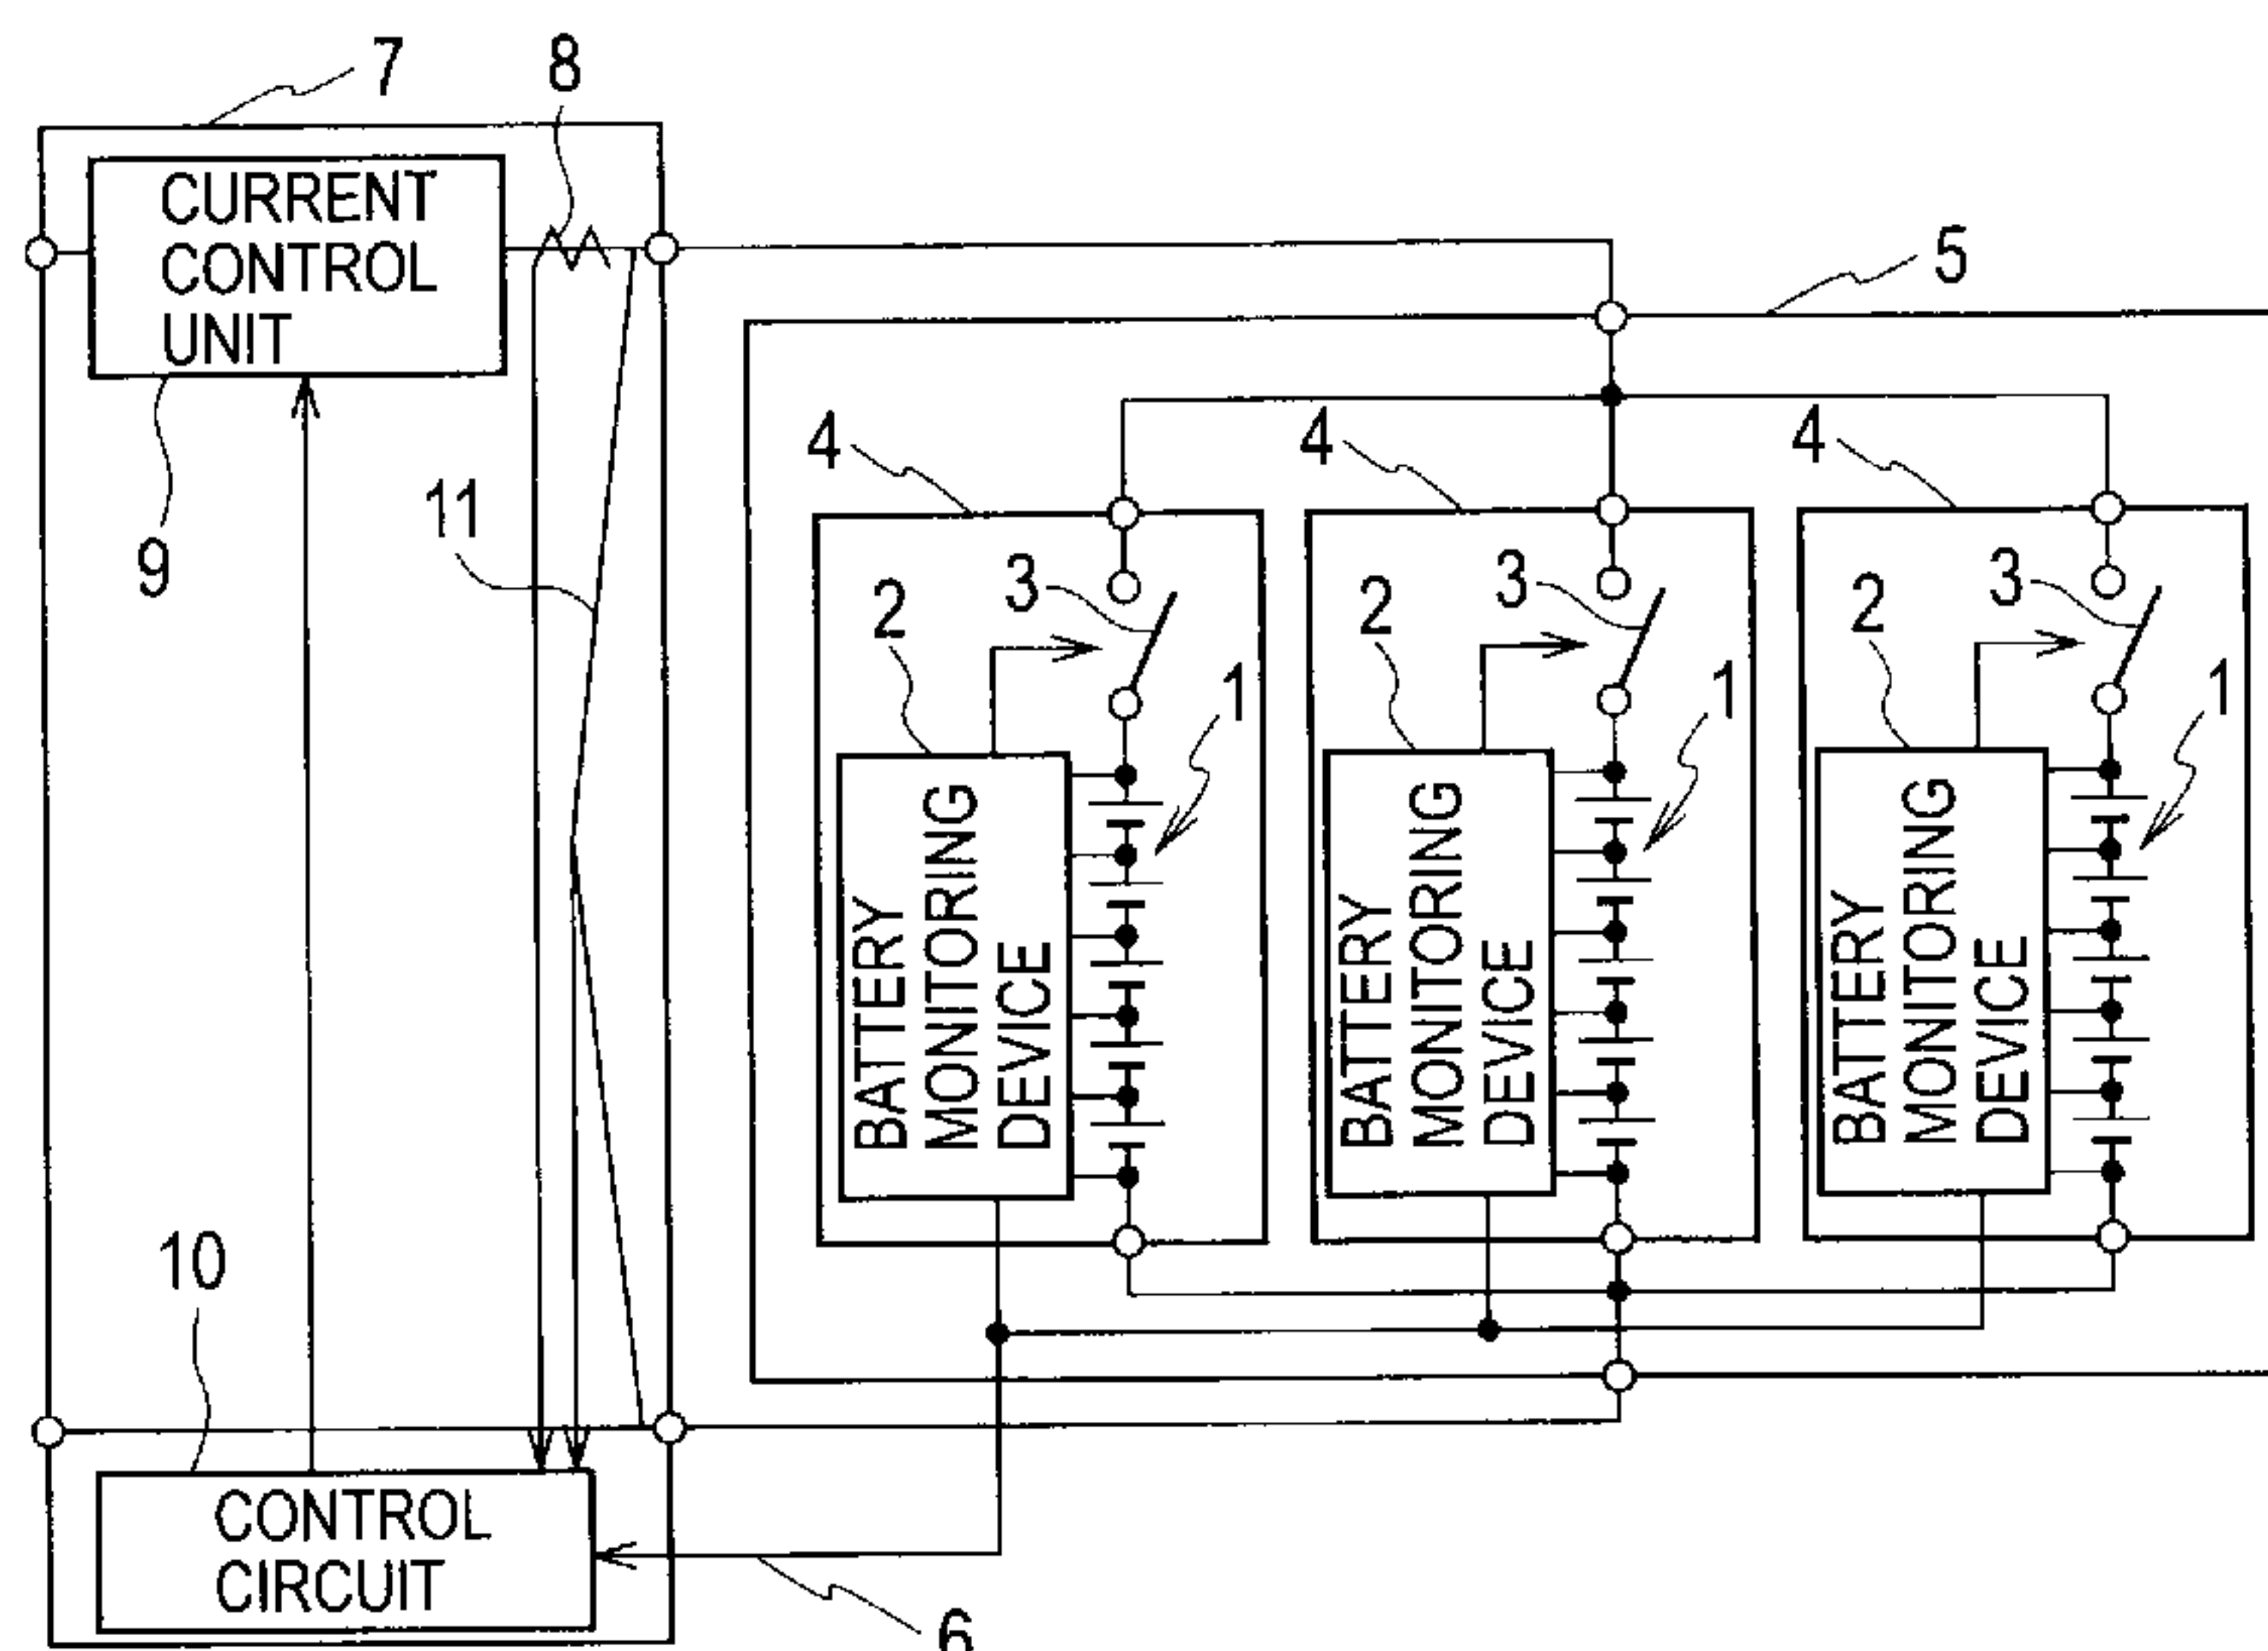 7
8
CURRENT
CONTROL
UNIT
5
4
4
4
11
9
3
3
3
2
2
2
1
1
1
BATTERY
MONITORING
DEVICE
BATTERY
MONITORING
DEVICE
BATTERY
MONITORING
DEVICE
10
CONTROL
CIRCUIT
6